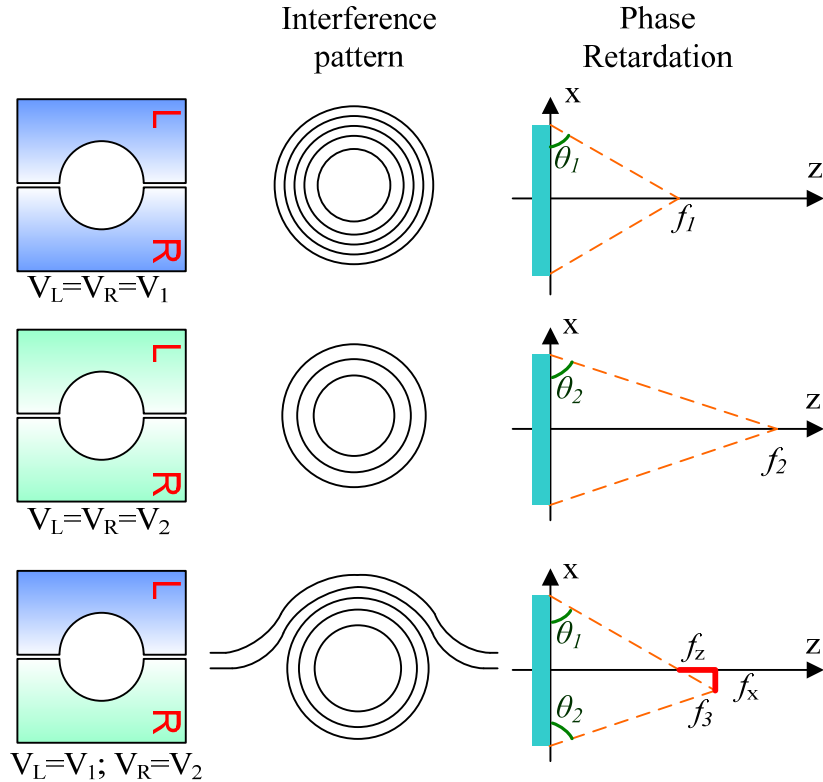 Interference
pattern
Phase
Retardation
L
R
V_L=V_R=V_1
x
z
θ_1
f_1
L
R
V_L=V_R=V_2
x
z
θ_2
f_2
L
R
V_L=V_1; V_R=V_2
x
z
θ_1
θ_2
f_z
f_x
f_3